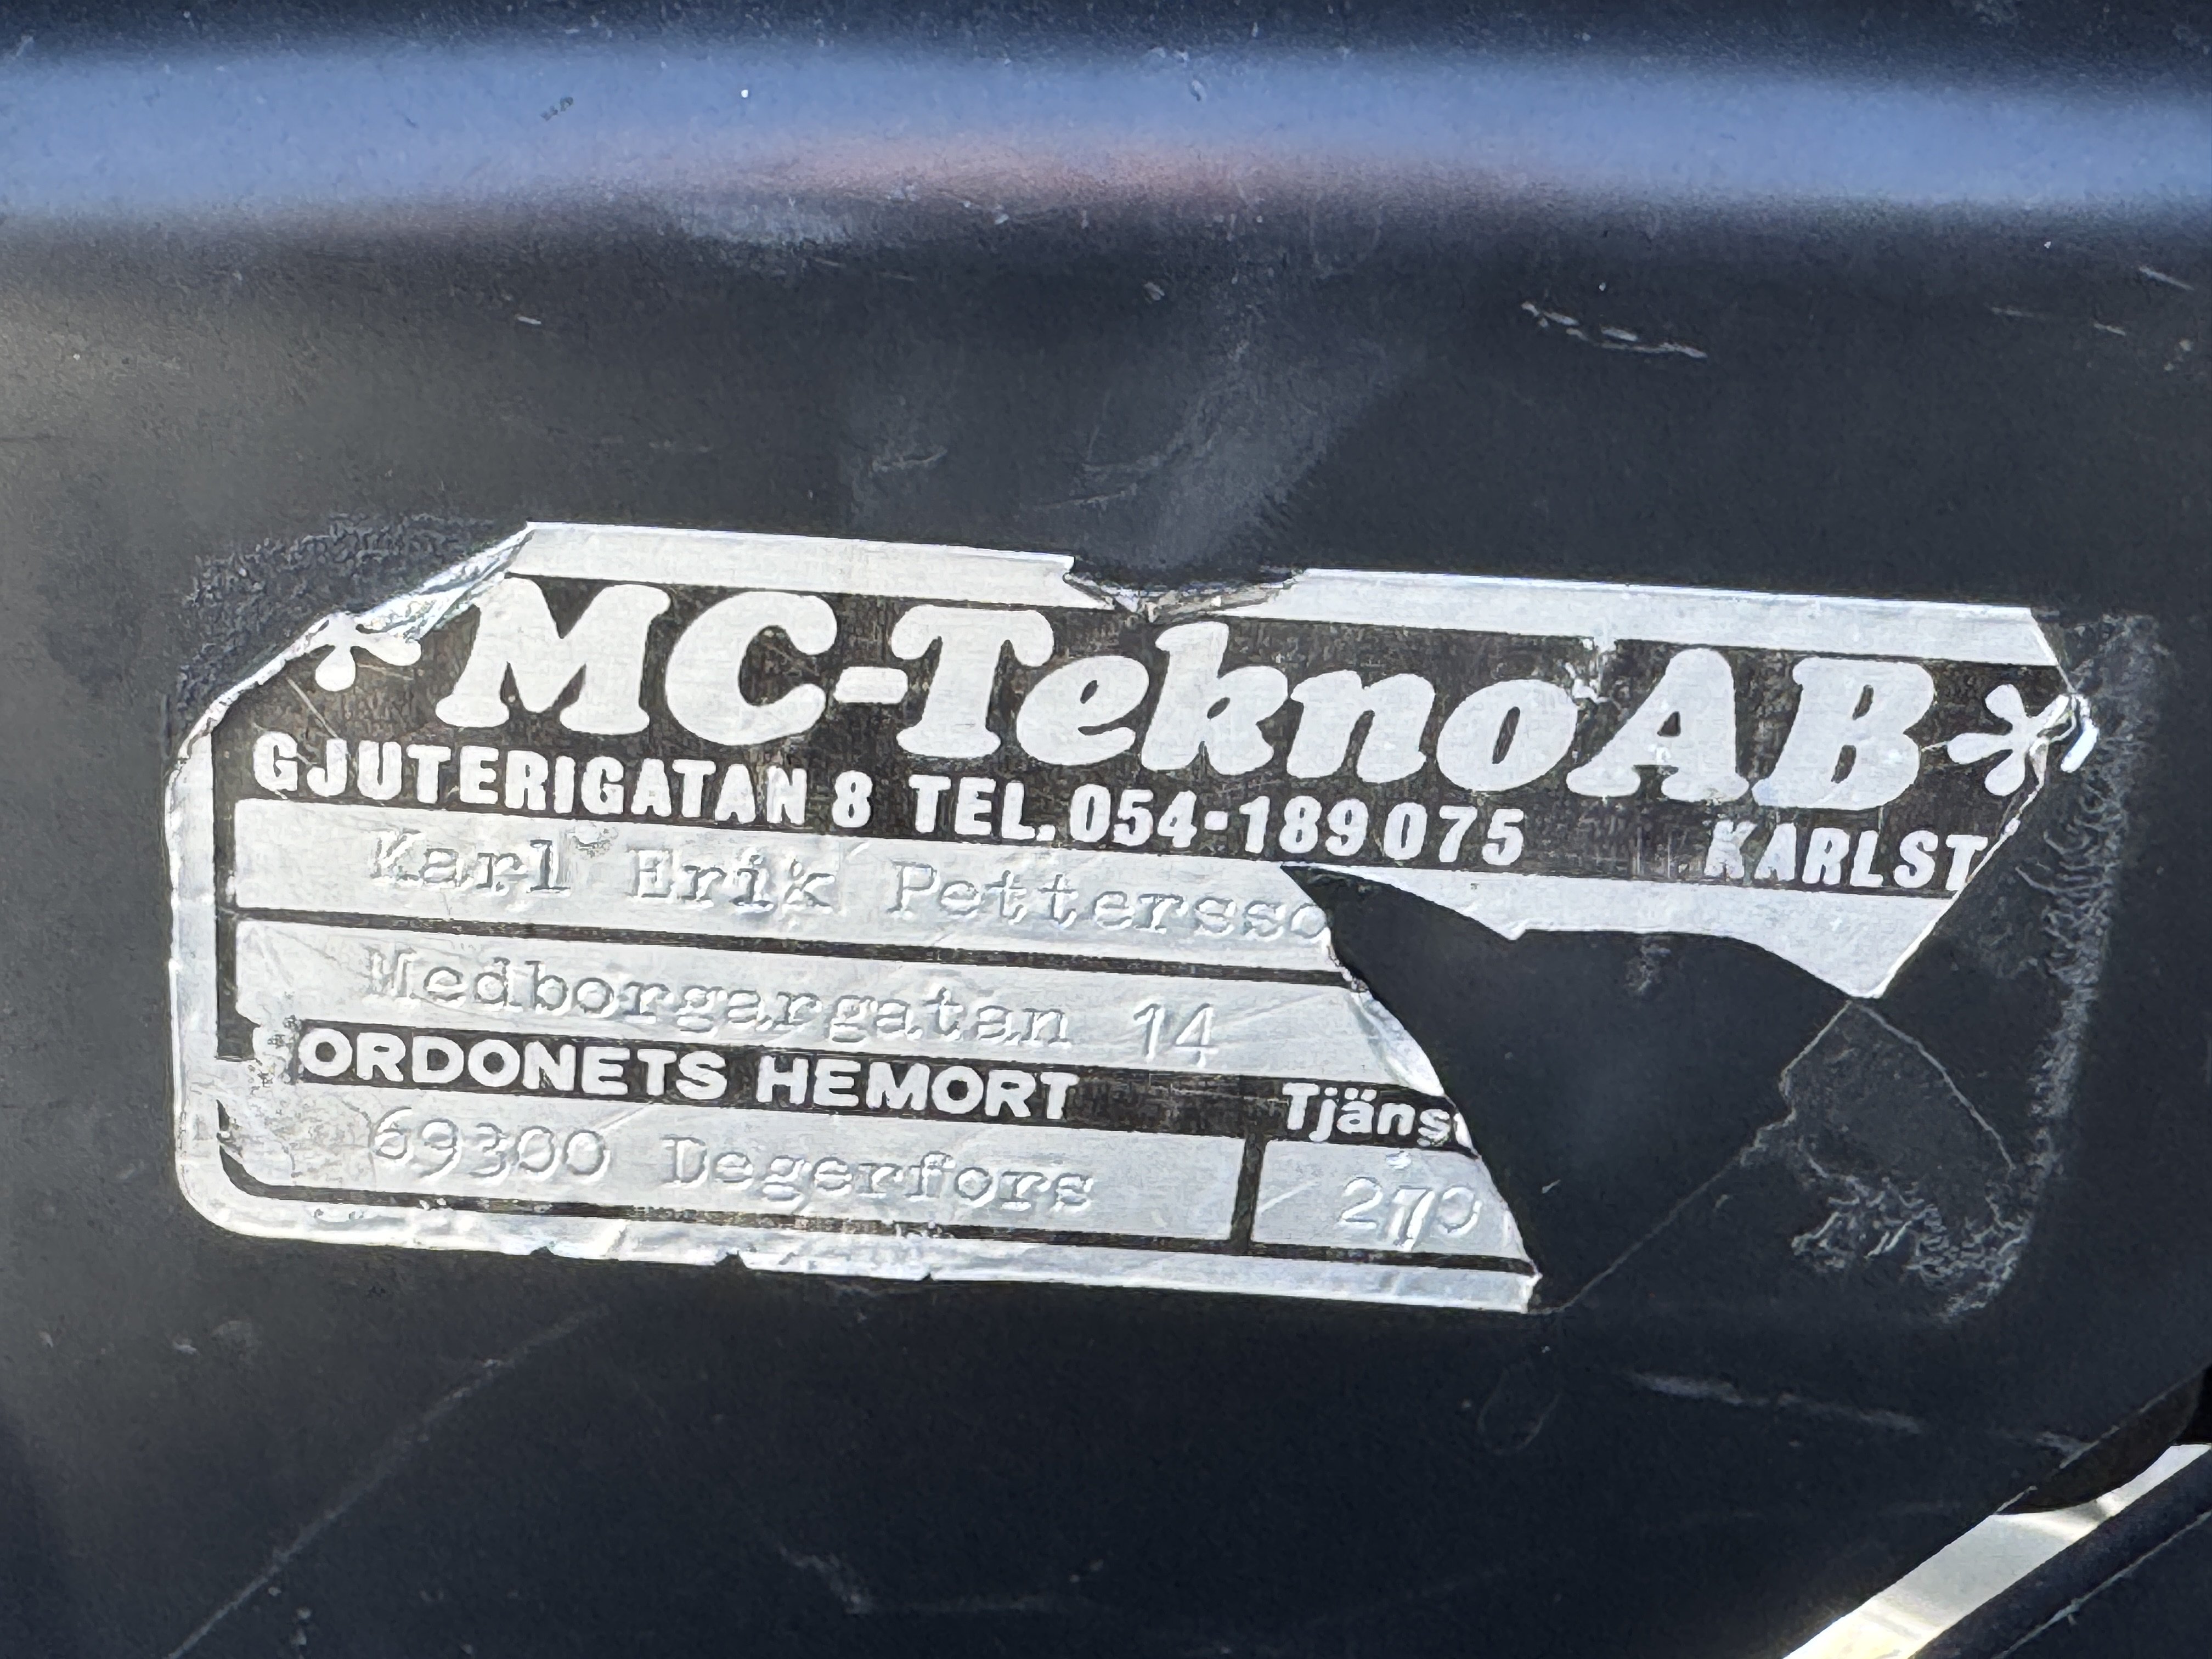 MC-Tekno AB
GJUTERIGATAN 8 TEL. 054-189075 KARLST
Karl Erik Pettersso
Medborgargatan 14
ORDONETS HEMORT Tjäns
69300 Degerfors 270